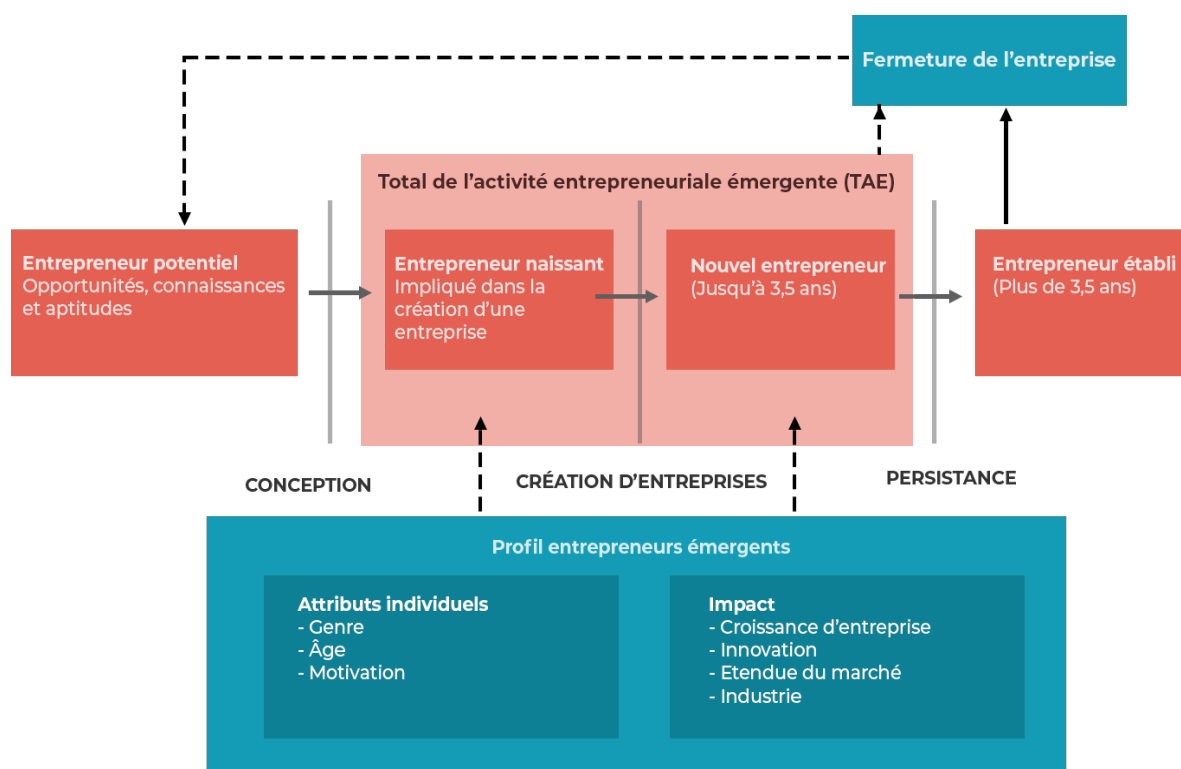 Fermeture de l'entreprise
Total de l'activité entrepreneuriale émergente (TAE)
Entrepreneur potentiel
Opportunités, connaissances
et aptitudes
Entrepreneur naissant
Impliqué dans la
création d'une
entreprise
Nouvel entrepreneur
(Jusqu'à 3,5 ans)
Entrepreneur établi
(Plus de 3,5 ans)
CONCEPTION
CRÉATION D'ENTREPRISES
PERSISTANCE
Profil entrepreneurs émergents
Attributs individuels
- Genre
- Âge
- Motivation
Impact
- Croissance d'entreprise
- Innovation
- Etendue du marché
- Industrie